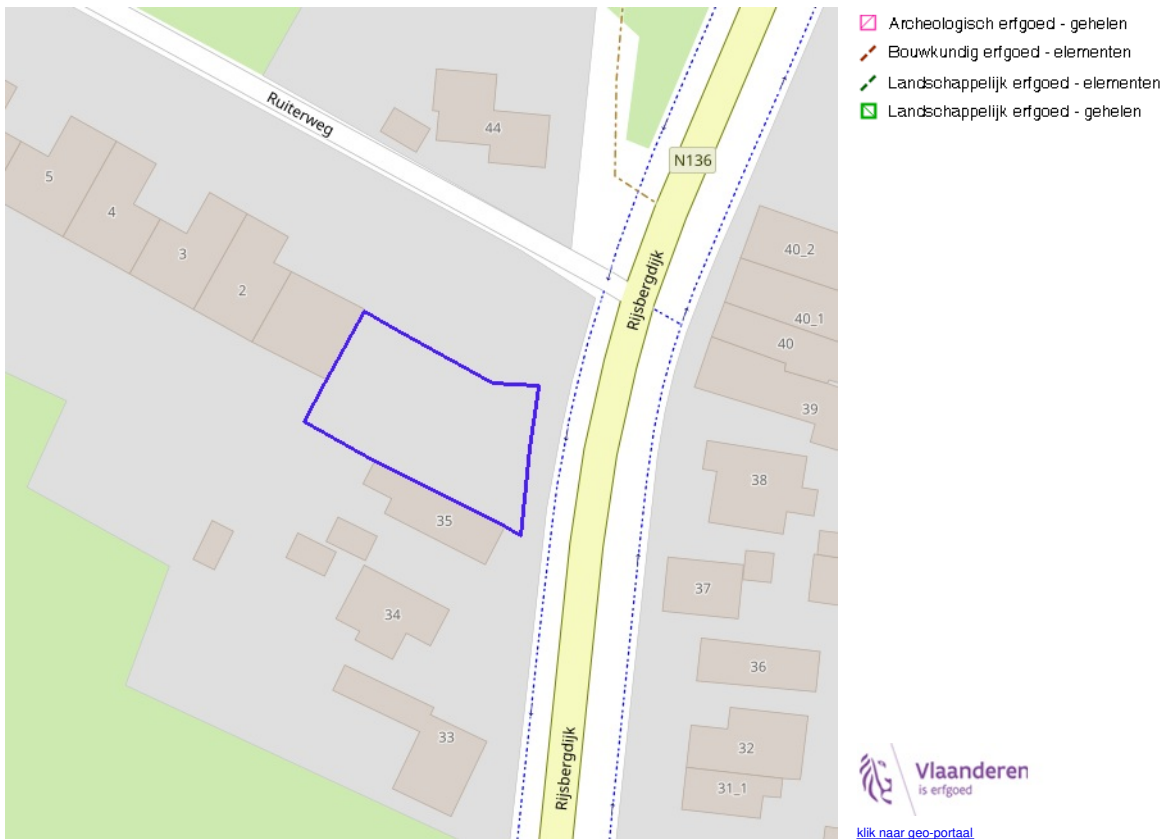 Archeologisch erfgoed - gehelen
Bouwkundig erfgoed - elementen
Landschappelijk erfgoed - elementen
Landschappelijk erfgoed - gehelen
Ruiterweg
44
N136
5
4
3
2
Rijsbergdijk
40_2
40_1
40
39
38
35
37
34
36
33
32
31_1
Rijsbergdijk
Vlaanderen
is erfgoed
klik naar geo-portaal